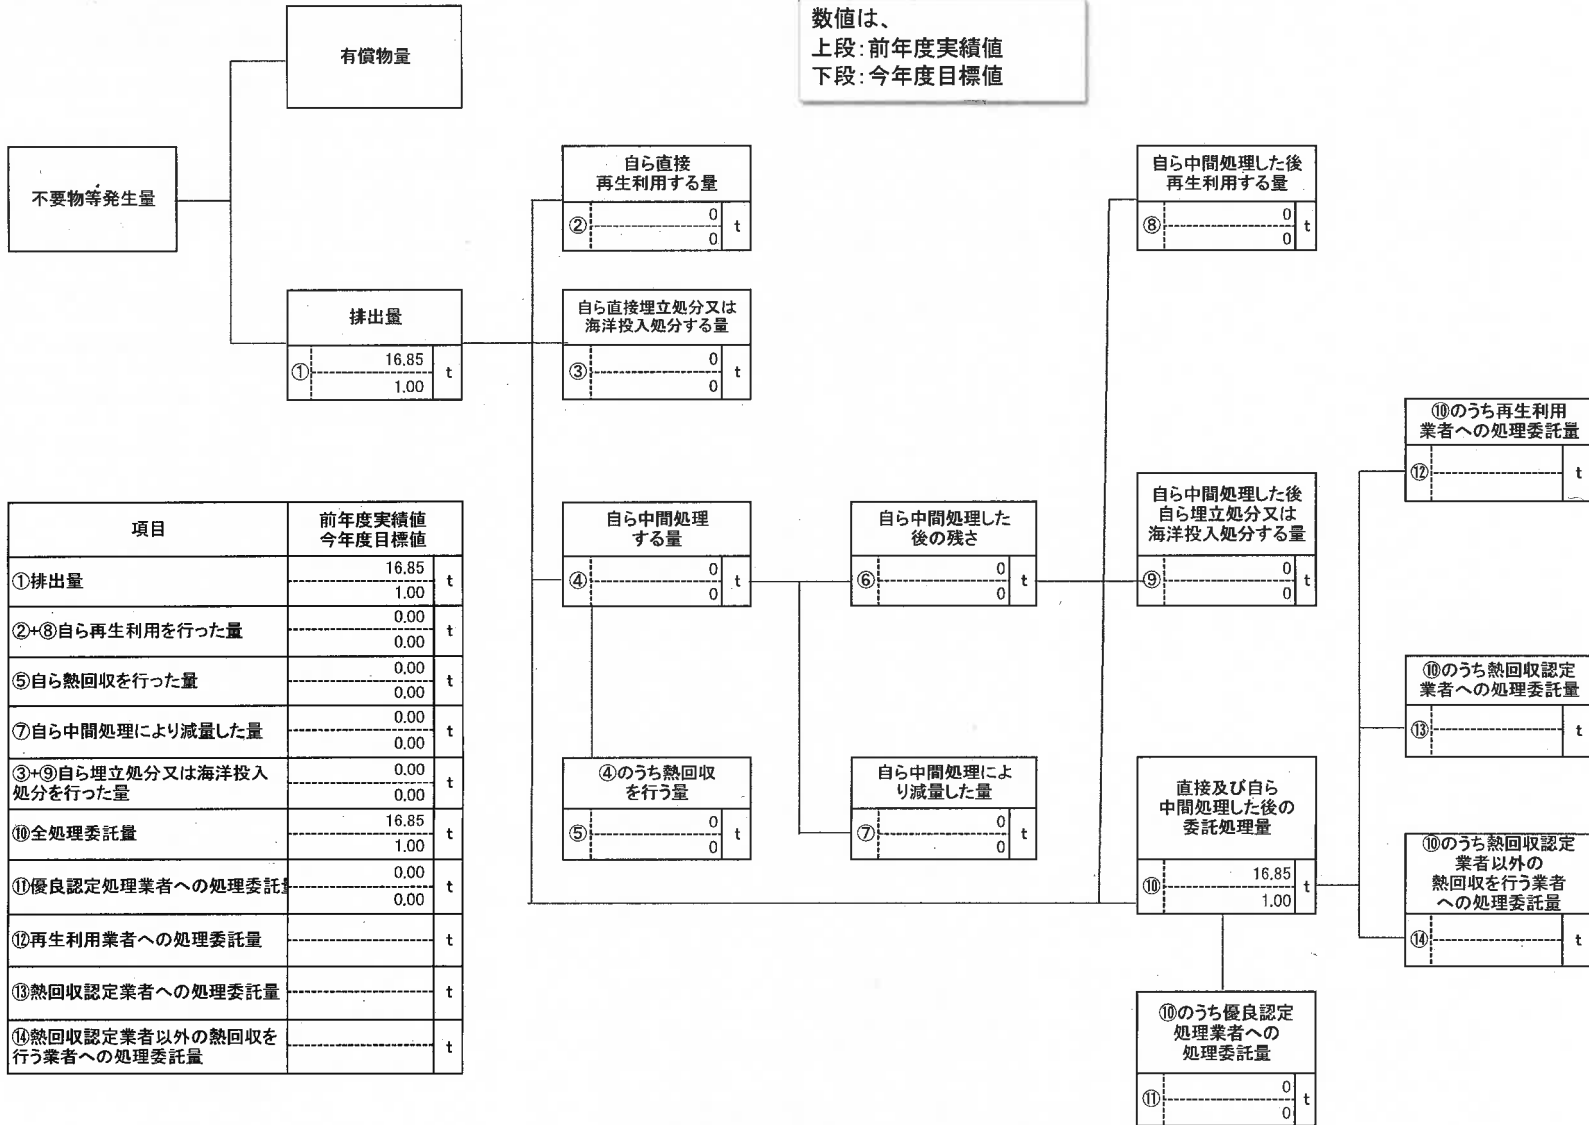 数値は、
上段:前年度実績値
下段:今年度目標値
有償物量
不要物等発生量
排出量
①
16.85
1.00
t
自ら直接
再生利用する量
②
0
0
t
自ら直接埋立処分又は
海洋投入処分する量
③
0
0
t
自ら中間処理
する量
④
0
0
t
④のうち熱回収
を行う量
⑤
0
0
t
自ら中間処理した
後の残さ
⑥
0
0
t
自ら中間処理によ
り減量した量
⑦
0
0
t
自ら中間処理した後
再生利用する量
⑧
0
0
t
自ら中間処理した後
自ら埋立処分又は
海洋投入処分する量
⑨
0
0
t
直接及び自ら
中間処理した後の
委託処理量
⑩
16.85
1.00
t
⑩のうち優良認定
処理業者への
処理委託量
⑪
0
0
t
⑩のうち再生利用
業者への処理委託量
⑫
t
⑩のうち熱回収認定
業者への処理委託量
⑬
t
⑩のうち熱回収認定
業者以外の
熱回収を行う業者
への処理委託量
⑭
t
項目
前年度実績値
今年度目標値
①排出量
16.85
1.00
t
②+⑧自ら再生利用を行った量
0.00
0.00
t
⑤自ら熱回収を行った量
0.00
0.00
t
⑦自ら中間処理により減量した量
0.00
0.00
t
③+⑨自ら埋立処分又は海洋投入
処分を行った量
0.00
0.00
t
⑩全処理委託量
16.85
1.00
t
⑪優良認定処理業者への処理委託
0.00
0.00
t
⑫再生利用業者への処理委託量
t
⑬熱回収認定業者への処理委託量
t
⑭熱回収認定業者以外の熱回収を
行う業者への処理委託量
t